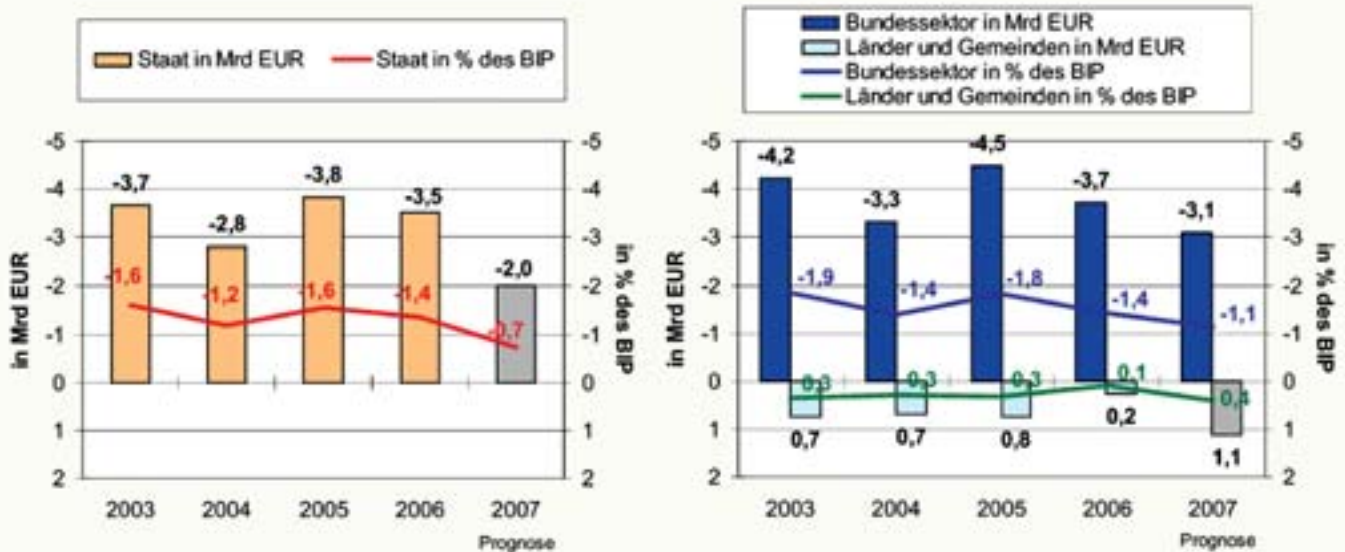 Staat in Mrd EUR Staat in % des BIP
-5 -5
-4 -4
-3 -3
-2 -2
-1 -1
0 0
1 1
2 2
in Mrd EUR
in % des BIP
-3,7 -2,8 -3,8 -3,5 -2,0
-1,6 -1,2 -1,6 -1,4 -0,7
2003 2004 2005 2006 2007
Prognose
Bundessektor in Mrd EUR
Länder und Gemeinden in Mrd EUR
Bundessektor in % des BIP
Länder und Gemeinden in % des BIP
-5 -5
-4 -4
-3 -3
-2 -2
-1 -1
0 0
1 1
2 2
in Mrd EUR
in % des BIP
-4,2 -3,3 -4,5 -3,7 -3,1
-1,9 -1,4 -1,8 -1,4 -1,1
0,3 0,3 0,3 0,1 0,4
0,7 0,7 0,8 0,2 1,1
2003 2004 2005 2006 2007
Prognose